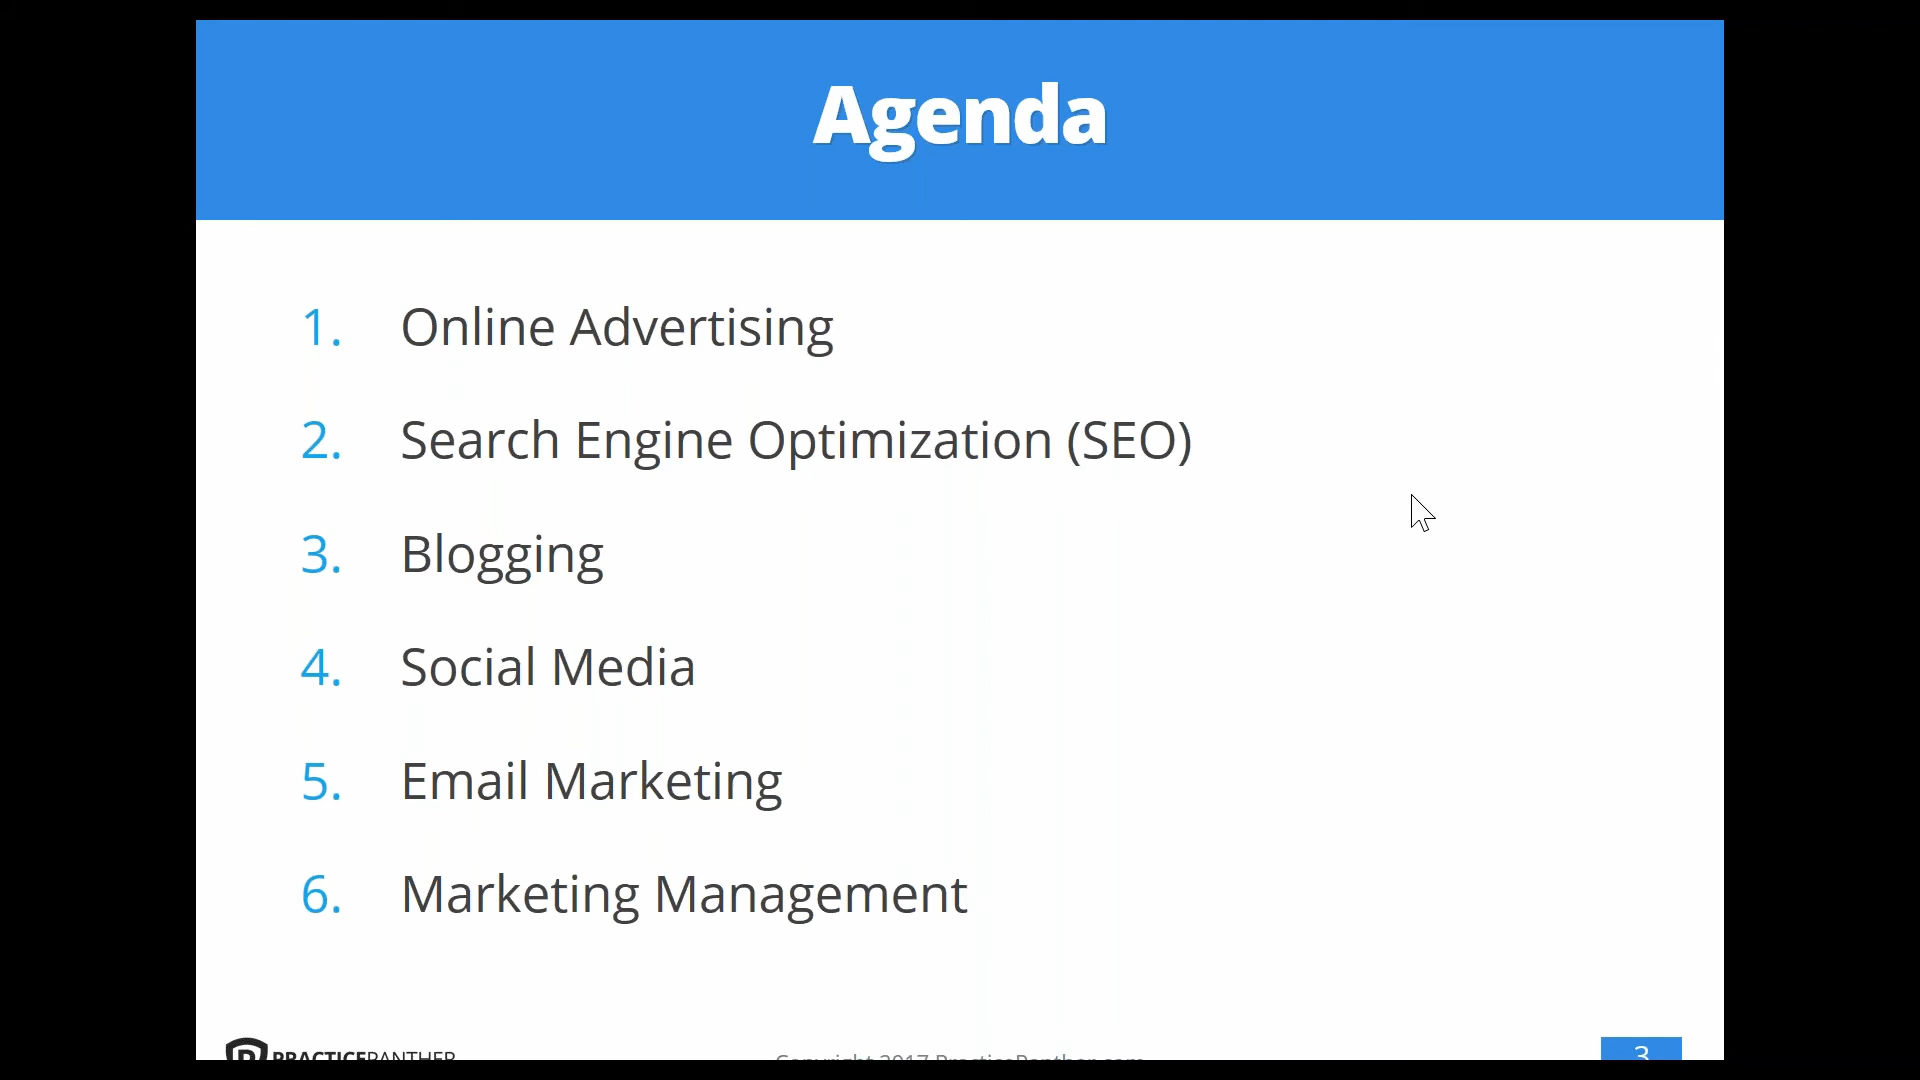 Agenda
1. Online Advertising
2. Search Engine Optimization (SEO)
3. Blogging
4. Social Media
5. Email Marketing
6. Marketing Management
PRACTICEPANTHER
Copyright 2017 PracticePanther.com
3